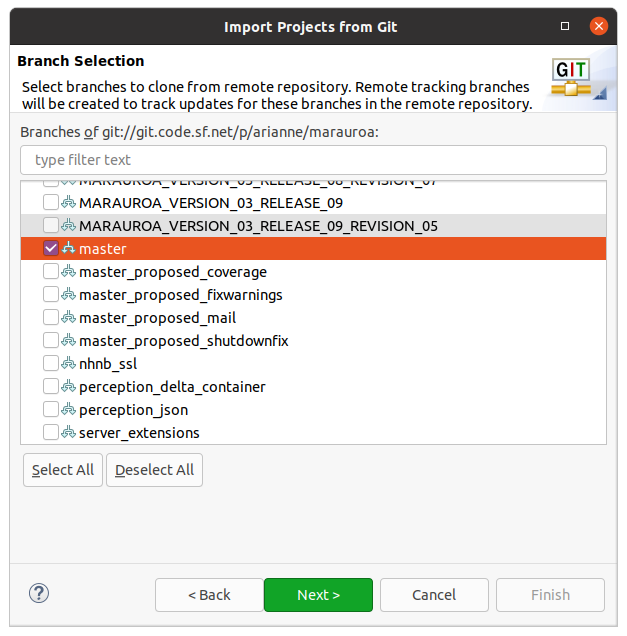 Import Projects from Git
Branch Selection
Select branches to clone from remote repository. Remote tracking branches
will be created to track updates for these branches in the remote repository.
GIT
Branches of git://git.code.sf.net/p/arianne/marauroa:
type filter text
MARAUROA_VERSION_03_RELEASE_08_REVISION_07
MARAUROA_VERSION_03_RELEASE_09
MARAUROA_VERSION_03_RELEASE_09_REVISION_05
master
master_proposed_coverage
master_proposed_fixwarnings
master_proposed_mail
master_proposed_shutdownfix
nhnb_ssl
perception_delta_container
perception_json
server_extensions
Select All Deselect All
? < Back Next > Cancel Finish